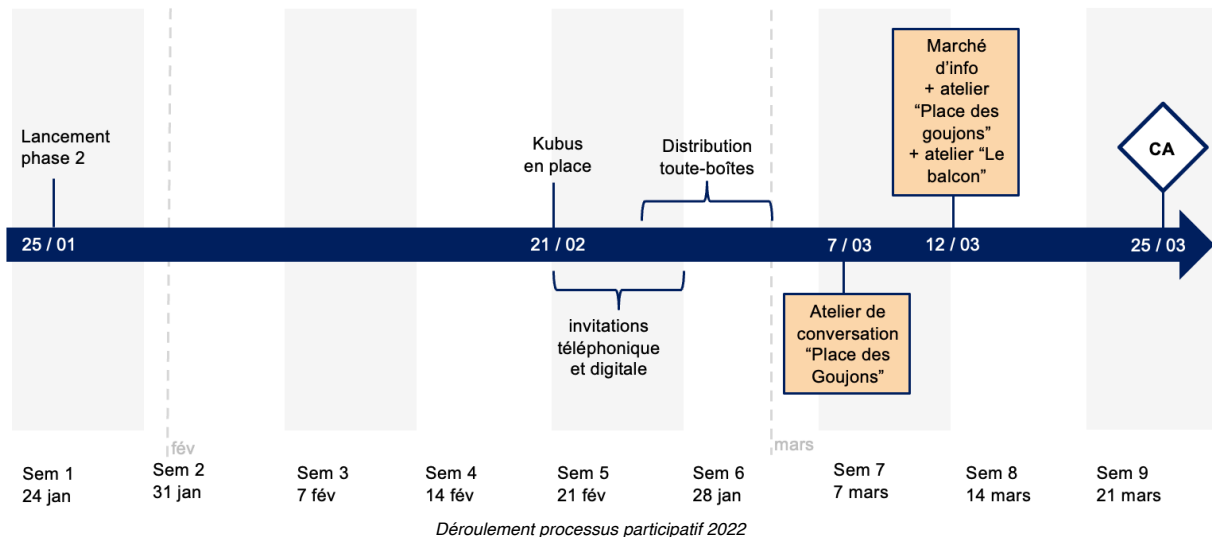 Marché
d’info
+ atelier
“Place des
goujons”
+ atelier “Le
balcon”
Lancement
phase 2
Kubus
en place
Distribution
toute-boîtes
CA
25 / 01
21 / 02
7 / 03
12 / 03
25 / 03
invitations
téléphonique
et digitale
Atelier de
conversation
“Place des
Goujons”
fév
mars
Sem 1
24 jan
Sem 2
31 jan
Sem 3
7 fév
Sem 4
14 fév
Sem 5
21 fév
Sem 6
28 jan
Sem 7
7 mars
Sem 8
14 mars
Sem 9
21 mars
Déroulement processus participatif 2022